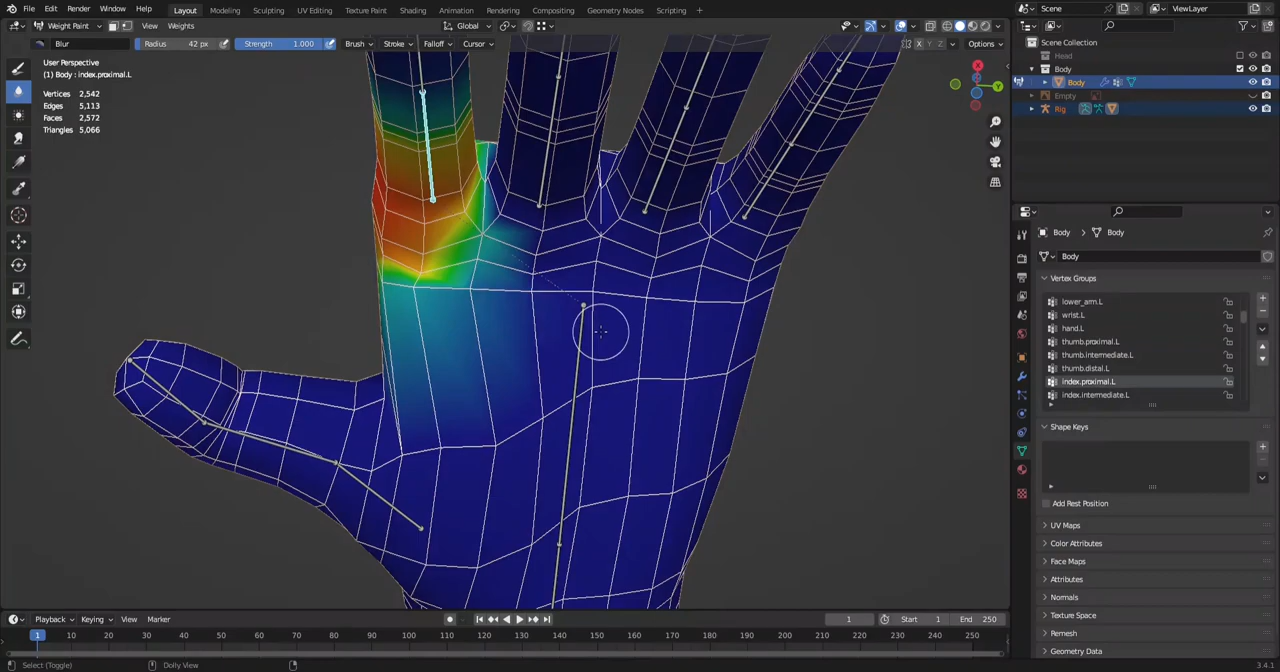 File Edit Render Window Help Layout Modeling Sculpting UV Editing Texture Paint Shading Animation Rendering Compositing Geometry Nodes Scripting + Scene ViewLayer
Weight Paint View Weights Global
Blur Radius 42 px Strength 1.000 Brush Stroke Falloff Cursor X Y Z Options
User Perspective
(1) Body : index.proximal.L
Vertices 2,542
Edges 5,113
Faces 2,572
Triangles 5,066
X
Y
Z
Scene Collection
Head
Body
Body
Empty
Rig
Body Body
Body
Vertex Groups
lower_arm.L
wrist.L
hand.L
thumb.proximal.L
thumb.intermediate.L
thumb.distal.L
index.proximal.L
index.intermediate.L
Shape Keys
Add Rest Position
UV Maps
Color Attributes
Face Maps
Attributes
Normals
Texture Space
Remesh
Geometry Data
Playback Keying View Marker 1 Start 1 End 250
1 10 20 30 40 50 60 70 80 90 100 110 120 130 140 150 160 170 180 190 200 210 220 230 240 250
Select (Toggle) Dolly View 3.4.1